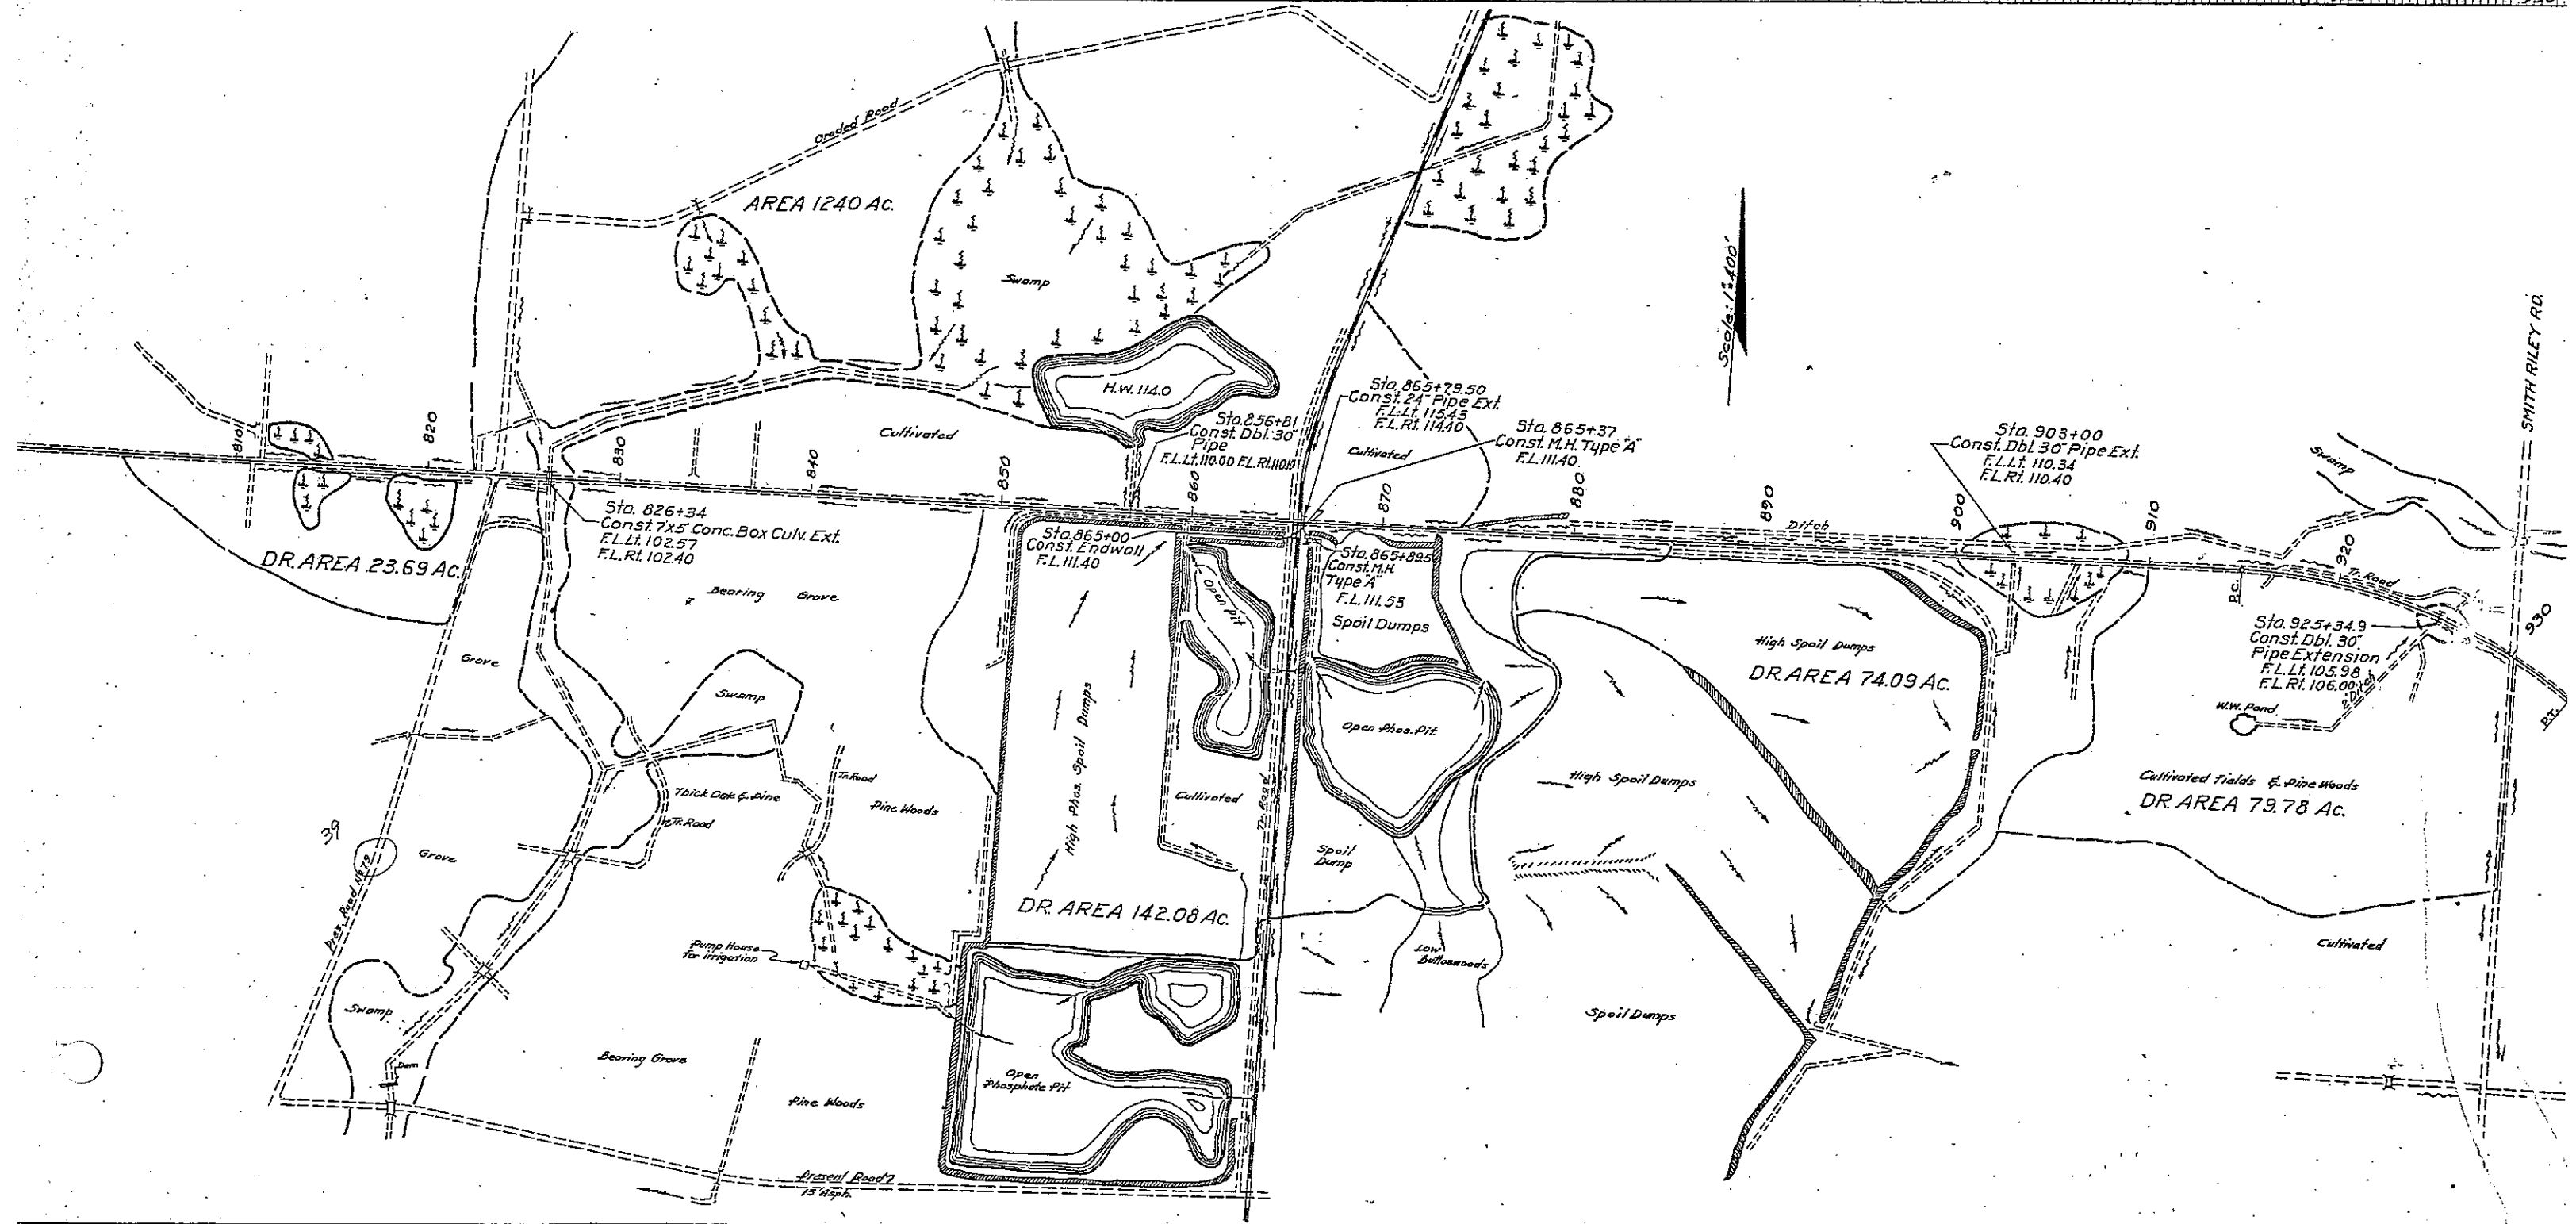 Graded Road
AREA 1240 AC.
Swamp
H.W. 114.0
Cultivated
Scale: 1"=400'
SMITH RILEY RD.
Swamp
810
820
830
840
850
860
870
880
890
900
910
920
930
Sta. 856+81
Const. Dbl. 30"
Pipe
F.L. Lt. 110.00 F.L. Rt.
Sta. 865+79.50
Const. 24" Pipe Ext.
F.L. Lt. 115.43
F.L. Rt. 114.40
Cultivated
Sta. 865+37
Const. M.H. Type "A"
F.L. 111.40
Sta. 903+00
Const. Dbl. 30" Pipe Ext.
F.L. Lt. 110.34
F.L. Rt. 110.40
Ditch
Tr. Road
P.C.
P.T.
DR. AREA 23.69 AC.
Sta. 826+34
Const. 7x5 Conc. Box Culv. Ext.
F.L. Lt. 102.57
F.L. Rt. 102.40
Bearing Grove
Sta. 865+00
Const. Endwall
F.L. 111.40
Open Pit
Sta. 865+89.5
Const. M.H.
Type "A"
F.L. 111.53
Spoil Dumps
High Spoil Dumps
DR. AREA 74.09 AC.
Sta. 925+34.9
Const. Dbl. 30"
Pipe Extension
F.L. Lt. 105.98
F.L. Rt. 106.00
W.W. Pond
Grove
Swamp
High Phos. Spoil Dumps
Open Phos. Pit
Thick Oak & Pine
Tr. Road
Tr. Road
Pine Woods
Cultivated
Tr. Road
High Spoil Dumps
Cultivated Fields & Pine Woods
DR. AREA 79.78 AC.
39
Grove
Spoil
Dump
DR. AREA 142.08 AC.
Pump House
for irrigation
Low
Cultivated
Swamp
Spoil Dumps
Dam
Bearing Grove
Open
Phosphate Pit
Pine Woods
Present Road 2
15' Asph.